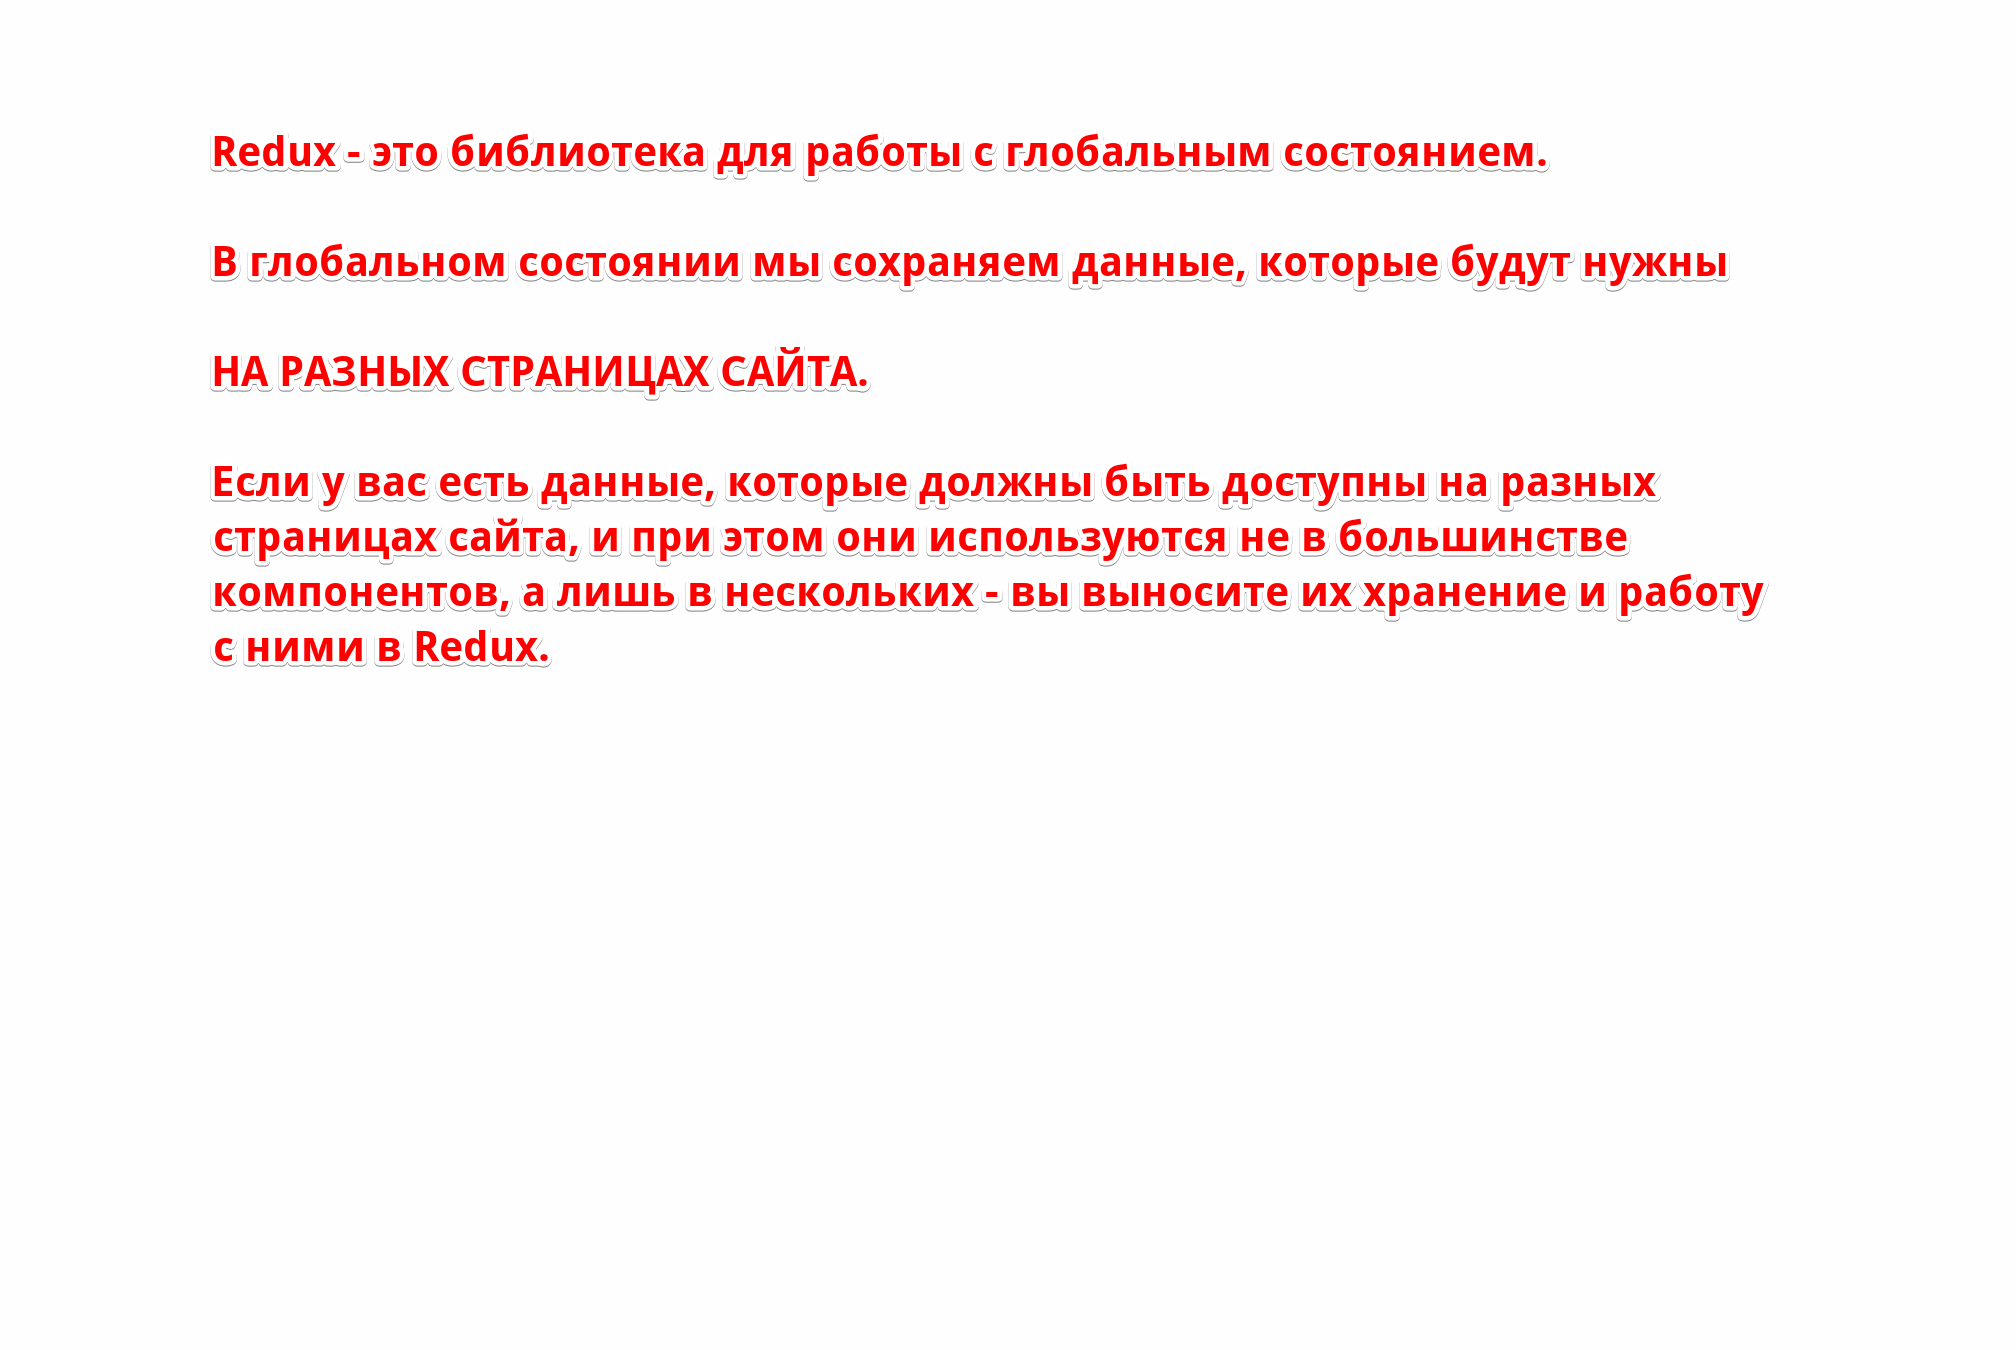 Redux - это библиотека для работы с глобальным состоянием.
В глобальном состоянии мы сохраняем данные, которые будут нужны
НА РАЗНЫХ СТРАНИЦАХ САЙТА.
Если у вас есть данные, которые должны быть доступны на разных
страницах сайта, и при этом они используются не в большинстве
компонентов, а лишь в нескольких - вы выносите их хранение и работу
с ними в Redux.